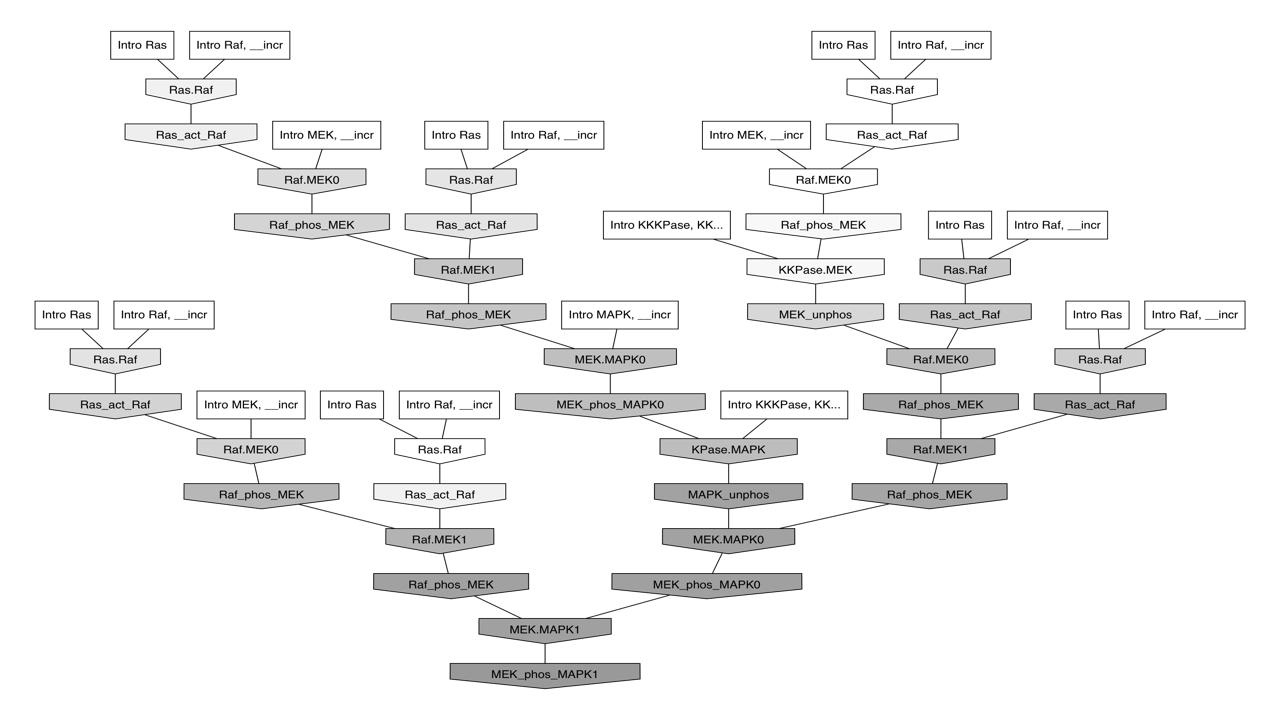 Intro Ras
Intro Raf, __incr
Intro Ras
Intro Raf, __incr
Ras.Raf
Ras.Raf
Ras_act_Raf
Intro MEK, __incr
Intro Ras
Intro Raf, __incr
Intro MEK, __incr
Ras_act_Raf
Raf.MEK0
Ras.Raf
Raf.MEK0
Raf_phos_MEK
Ras_act_Raf
Intro KKKPase, KK...
Raf_phos_MEK
Intro Ras
Intro Raf, __incr
Raf.MEK1
KKPase.MEK
Ras.Raf
Intro Ras
Intro Raf, __incr
Raf_phos_MEK
Intro MAPK, __incr
MEK_unphos
Ras_act_Raf
Intro Ras
Intro Raf, __incr
Ras.Raf
MEK.MAPK0
Raf.MEK0
Ras.Raf
Ras_act_Raf
Intro MEK, __incr
Intro Ras
Intro Raf, __incr
MEK_phos_MAPK0
Intro KKKPase, KK...
Raf_phos_MEK
Ras_act_Raf
Raf.MEK0
Ras.Raf
KPase.MAPK
Raf.MEK1
Raf_phos_MEK
Ras_act_Raf
MAPK_unphos
Raf_phos_MEK
Raf.MEK1
MEK.MAPK0
Raf_phos_MEK
MEK_phos_MAPK0
MEK.MAPK1
MEK_phos_MAPK1